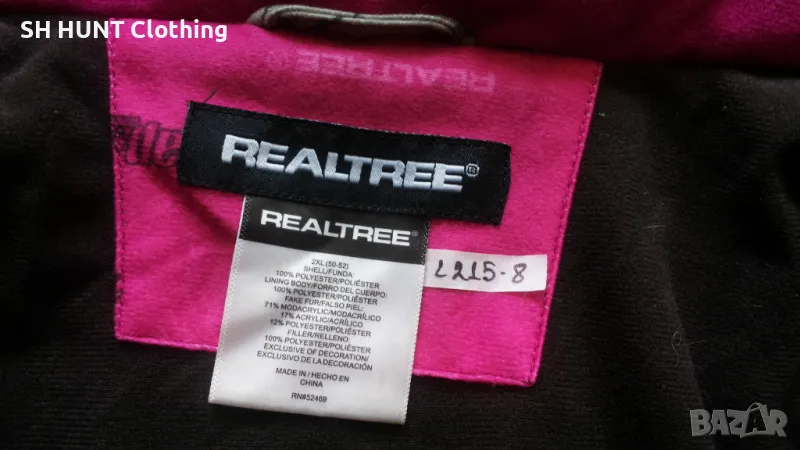 SH HUNT Clothing
REALTREE®
REALTREE®
REALTREE®
2XL (50-52)
SHELL/FUNDA:
100% POLYESTER/POLIÉSTER
LINING BODY/FORRO DEL CUERPO:
100% POLYESTER/POLIÉSTER
FAKE FUR/FALSO PIEL:
71% MODACRYLIC/MODACRÍLICO
17% ACRYLIC/ACRÍLICO
12% POLYESTER/POLIÉSTER
FILLER/RELLENO:
100% POLYESTER/POLIÉSTER
EXCLUSIVE OF DECORATION/
EXCLUSIVO DE LA DECORACIÓN
MADE IN / HECHO EN
CHINA
RN#52469
L215-8
BAZAR